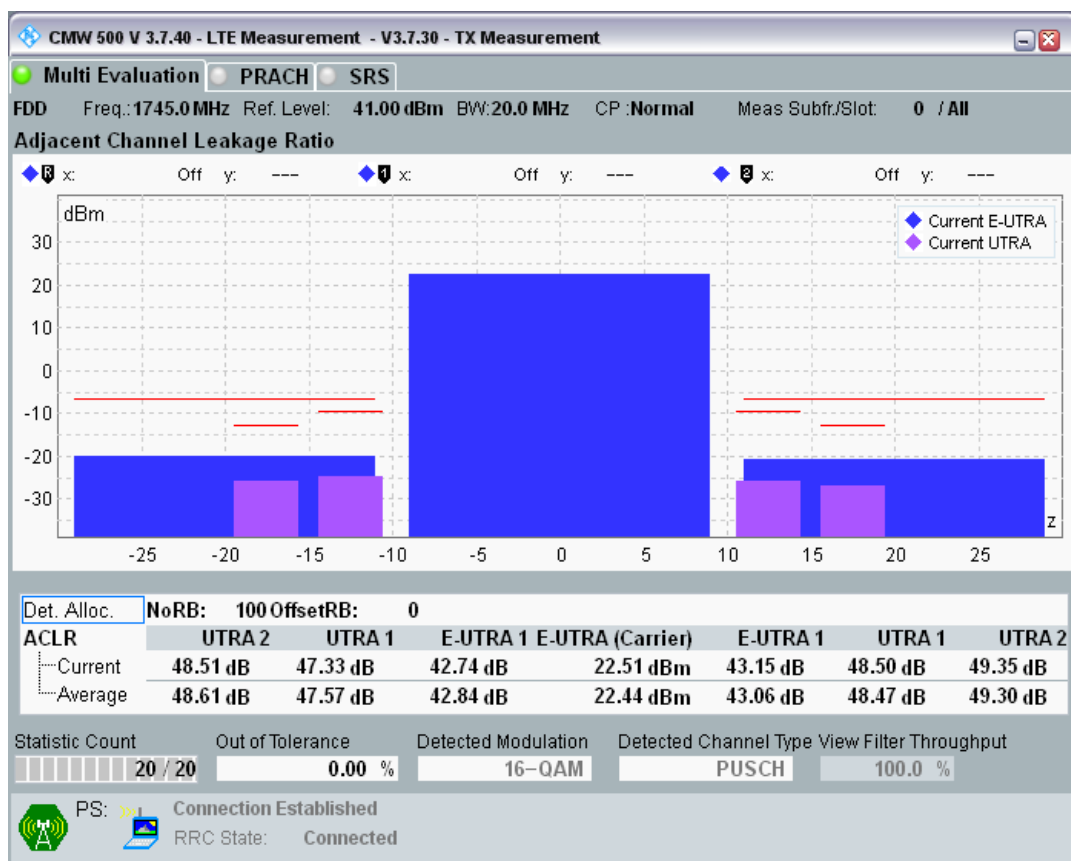 CMW 500 V 3.7.40 - LTE Measurement - V3.7.30 - TX Measurement
Multi Evaluation PRACH SRS
FDD Freq.: 1745.0 MHz Ref. Level: 41.00 dBm BW: 20.0 MHz CP : Normal Meas Subfr./Slot: 0 / All
Adjacent Channel Leakage Ratio
R x: Off y: --- 1 x: Off y: --- 2 x: Off y: ---
dBm
Current E-UTRA
Current UTRA
30
20
10
0
-10
-20
-30
z
-25 -20 -15 -10 -5 0 5 10 15 20 25
Det. Alloc. NoRB: 100 OffsetRB: 0
ACLR UTRA 2 UTRA 1 E-UTRA 1 E-UTRA (Carrier) E-UTRA 1 UTRA 1 UTRA 2
Current 48.51 dB 47.33 dB 42.74 dB 22.51 dBm 43.15 dB 48.50 dB 49.35 dB
Average 48.61 dB 47.57 dB 42.84 dB 22.44 dBm 43.06 dB 48.47 dB 49.30 dB
Statistic Count Out of Tolerance Detected Modulation Detected Channel Type View Filter Throughput
20 / 20 0.00 % 16-QAM PUSCH 100.0 %
PS: Connection Established
RRC State: Connected